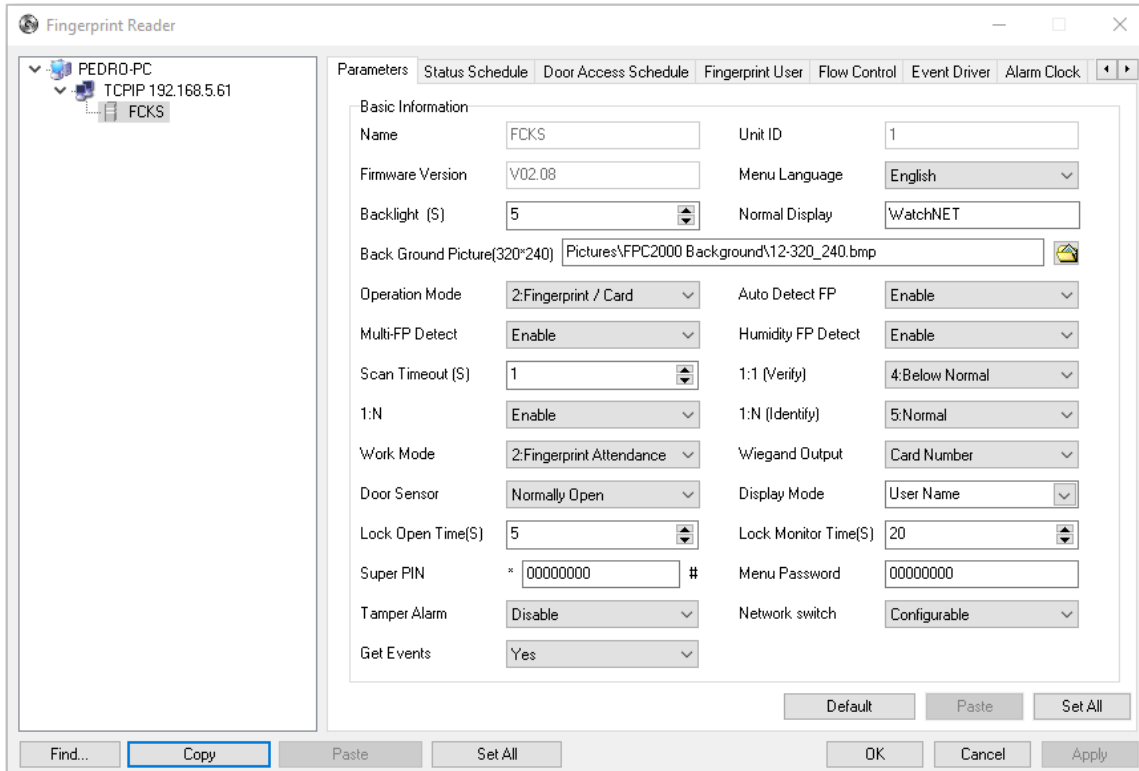 Fingerprint Reader
PEDRO-PC
TCPIP 192.168.5.61
FCKS
Parameters Status Schedule Door Access Schedule Fingerprint User Flow Control Event Driver Alarm Clock
Basic Information
Name FCKS Unit ID 1
Firmware Version V02.08 Menu Language English
Backlight (S) 5 Normal Display WatchNET
Back Ground Picture(320*240) Pictures\FPC2000 Background\12-320_240.bmp
Operation Mode 2:Fingerprint / Card Auto Detect FP Enable
Multi-FP Detect Enable Humidity FP Detect Enable
Scan Timeout (S) 1 1:1 (Verify) 4:Below Normal
1:N Enable 1:N (Identify) 5:Normal
Work Mode 2:Fingerprint Attendance Wiegand Output Card Number
Door Sensor Normally Open Display Mode User Name
Lock Open Time(S) 5 Lock Monitor Time(S) 20
Super PIN * 00000000 # Menu Password 00000000
Tamper Alarm Disable Network switch Configurable
Get Events Yes
Default Paste Set All
Find... Copy Paste Set All OK Cancel Apply